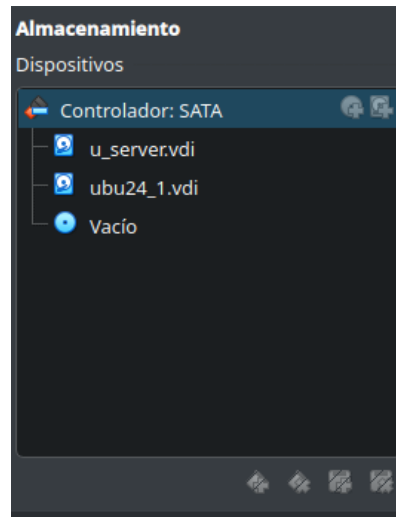 Almacenamiento
Dispositivos
Controlador: SATA
u_server.vdi
ubu24_1.vdi
Vacío